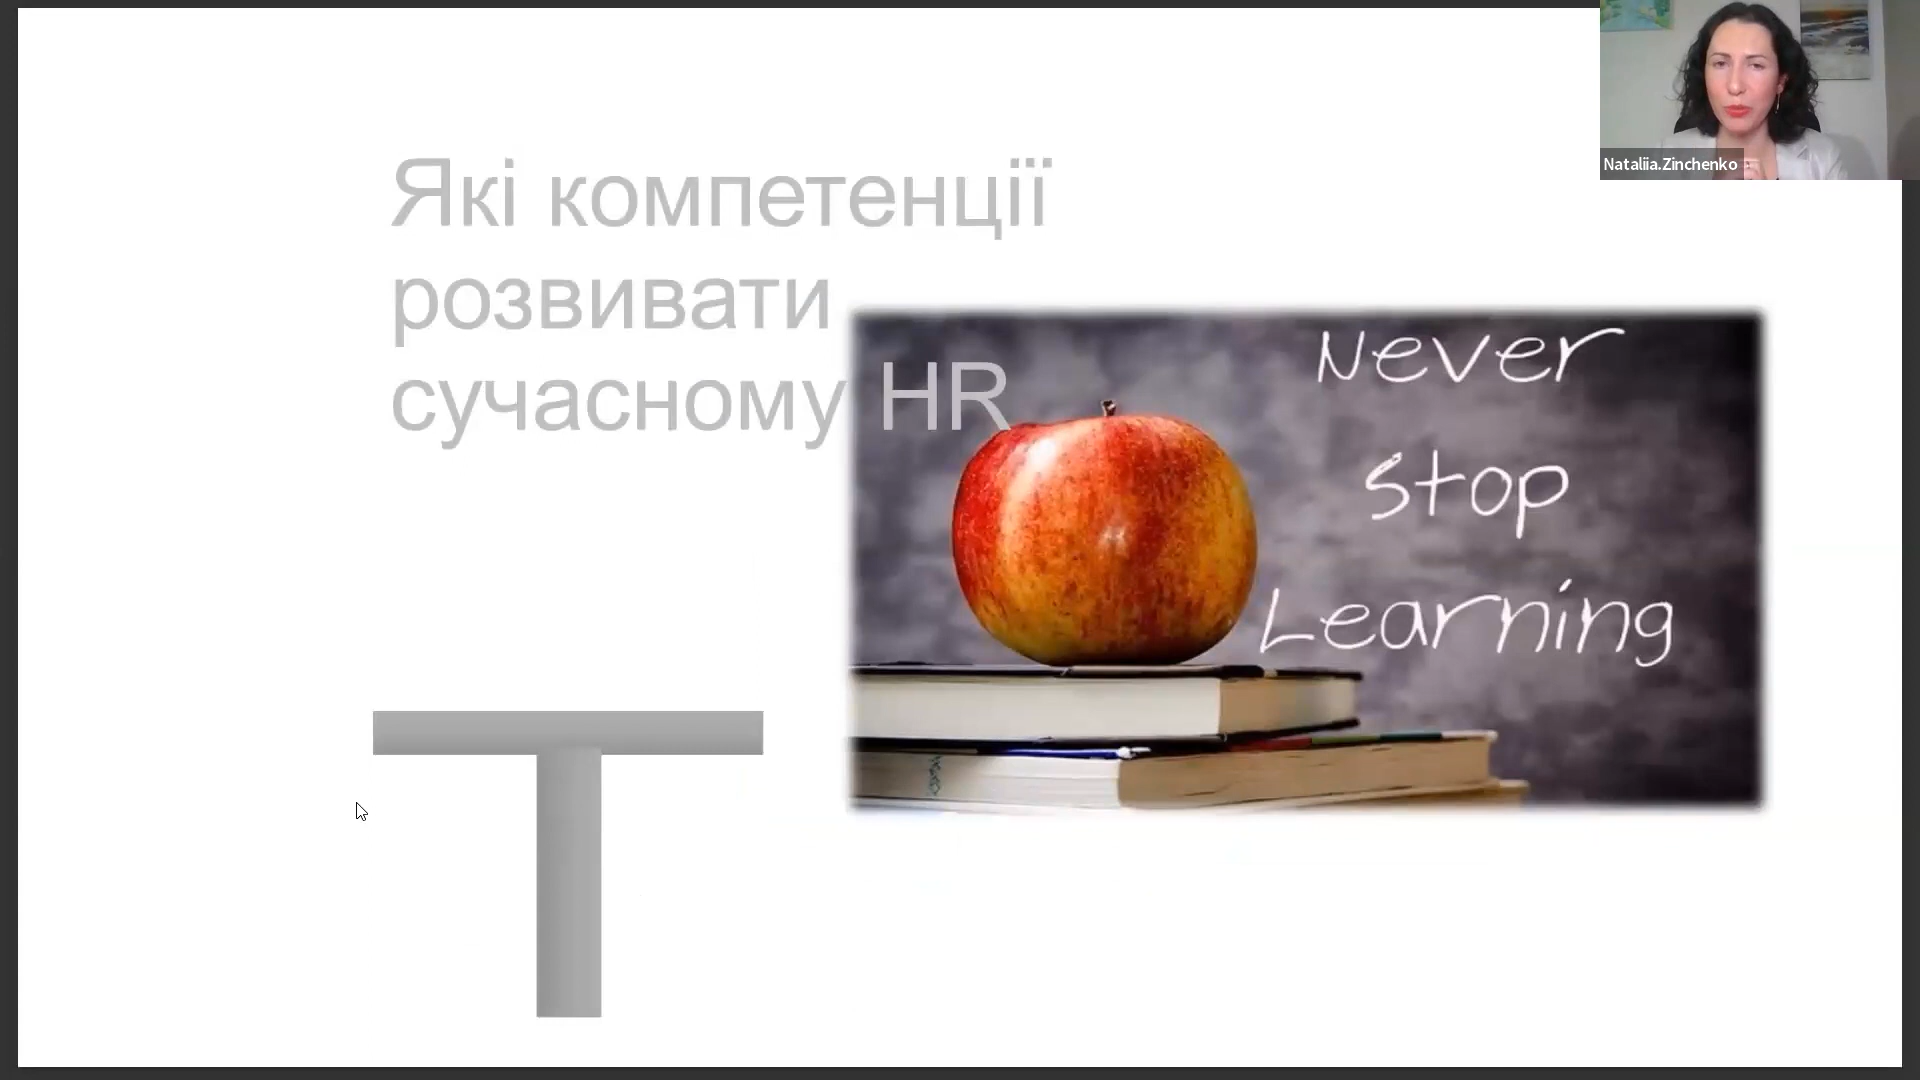 Які компетенції
розвивати
сучасному HR
Never
Stop
Learning
Nataliia.Zinchenko